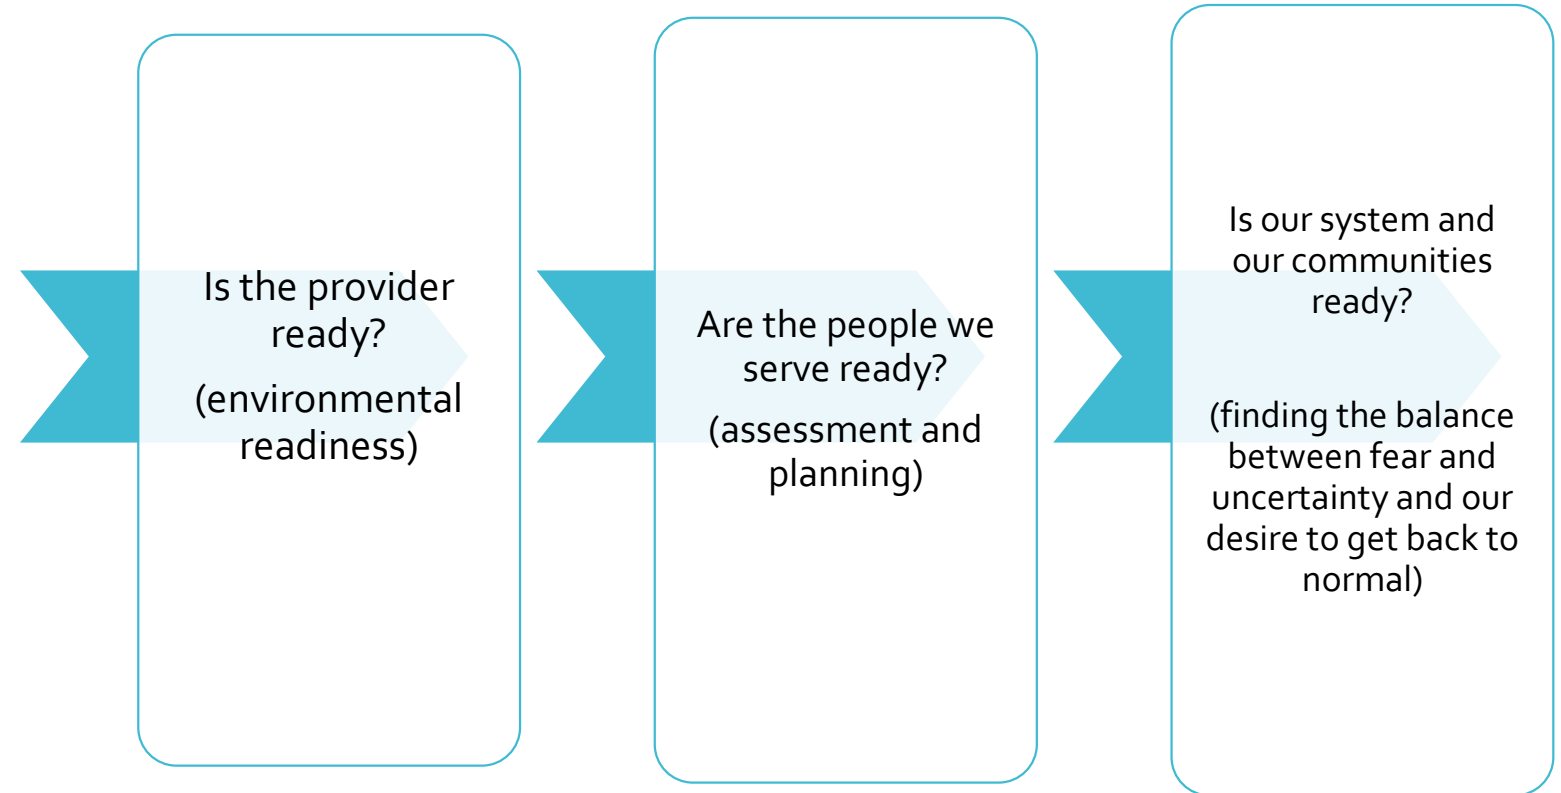 Is the provider
ready?
(environmental
readiness)
Are the people we
serve ready?
(assessment and
planning)
Is our system and
our communities
ready?
(finding the balance
between fear and
uncertainty and our
desire to get back to
normal)